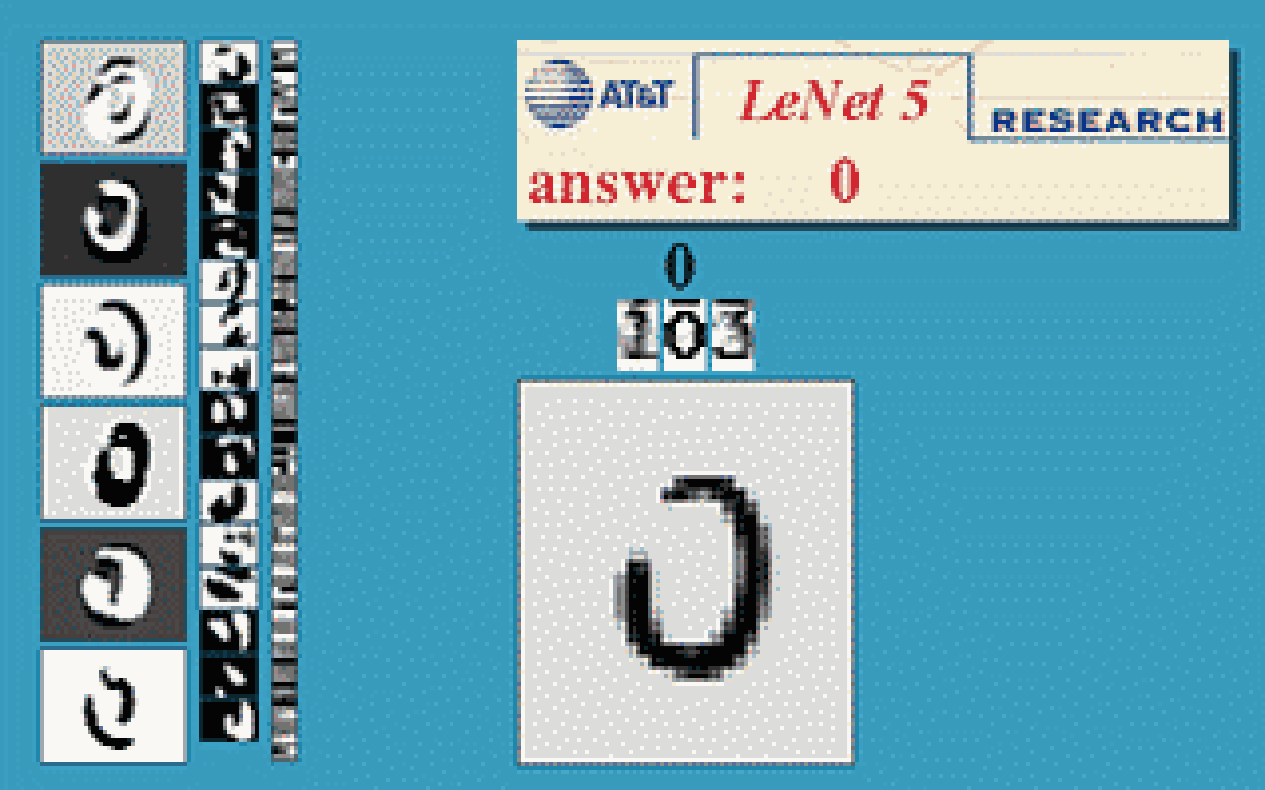 AT&T
LeNet 5
RESEARCH
answer: 0
0
103